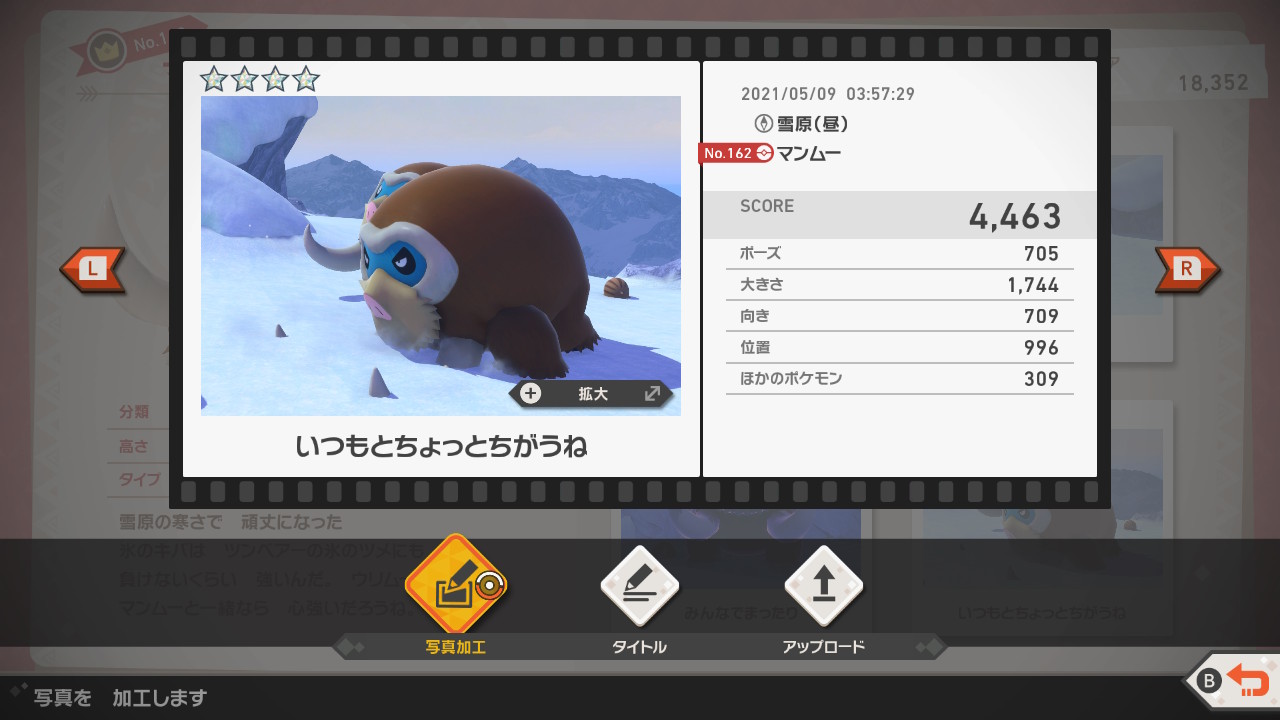 No.1
18,352
2021/05/09 03:57:29
雪原(昼)
No.162 マンムー
SCORE 4,463
ポーズ 705
大きさ 1,744
向き 709
位置 996
ほかのポケモン 309
L
R
拡大
いつもとちょっとちがうね
分類
高さ
タイプ
雪原の寒さで 頑丈になった
氷のキバは ツンベアーの氷のツメにも
負けないくらい 強いんだ。 ウリム
マンムーと一緒なら 心強いだろうね
みんなでまったり
いつもとちょっとちがうね
写真加工
タイトル
アップロード
写真を 加工します
B